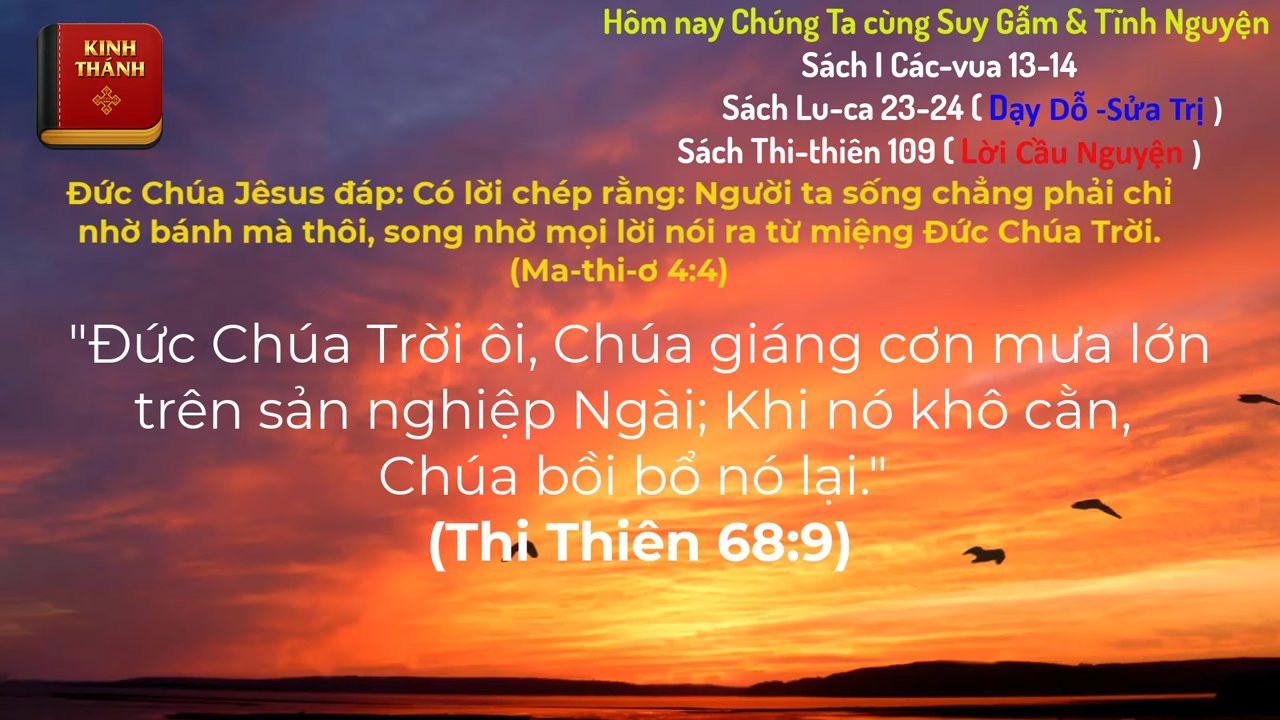 KINH
THÁNH
Hôm nay Chúng Ta cùng Suy Gẫm & Tĩnh Nguyện
Sách I Các-vua 13-14
Sách Lu-ca 23-24 ( Dạy Dỗ -Sửa Trị )
Sách Thi-thiên 109 ( Lời Cầu Nguyện )
Đức Chúa Jêsus đáp: Có lời chép rằng: Người ta sống chẳng phải chỉ
nhờ bánh mà thôi, song nhờ mọi lời nói ra từ miệng Đức Chúa Trời.
(Ma-thi-ơ 4:4)
"Đức Chúa Trời ôi, Chúa giáng cơn mưa lớn
trên sản nghiệp Ngài; Khi nó khô cằn,
Chúa bồi bổ nó lại."
(Thi Thiên 68:9)